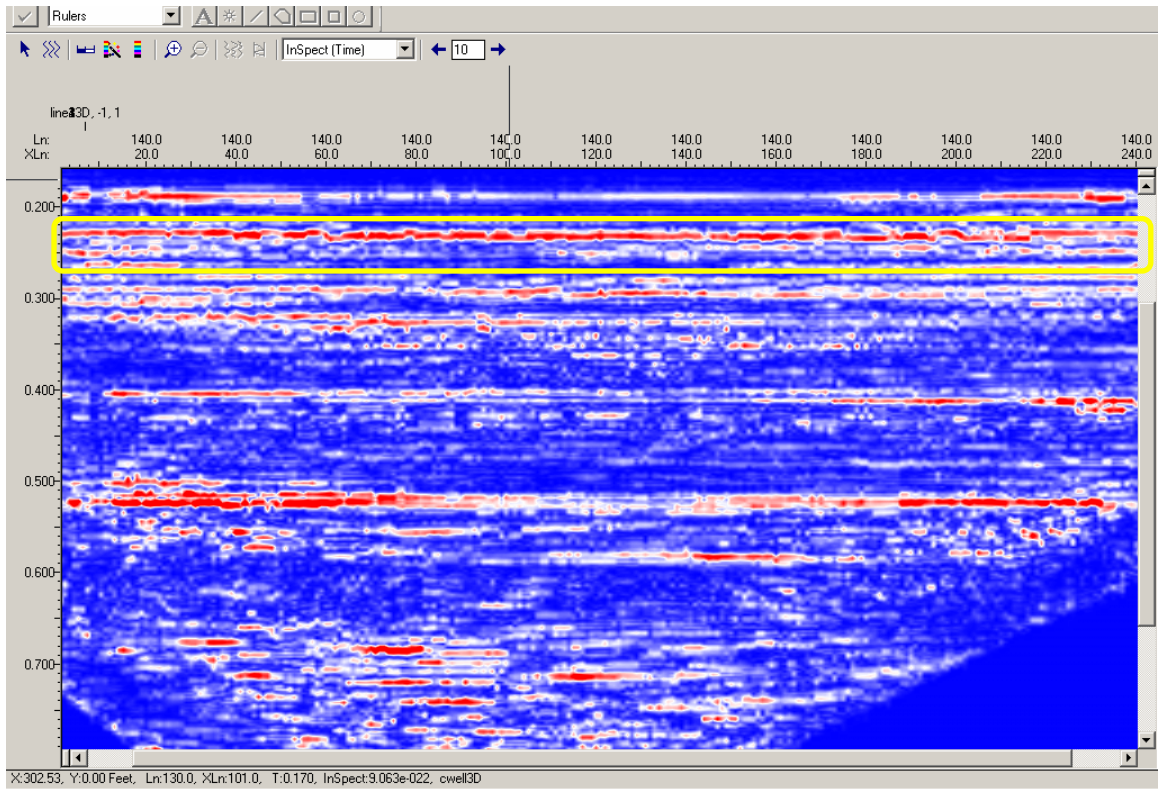 Rulers A
InSpect (Time) 10
3D, -1, 1
Ln: 140.0 140.0 140.0 140.0 140.0 140.0 140.0 140.0 140.0 140.0 140.0 140.0
XLn: 20.0 40.0 60.0 80.0 100.0 120.0 140.0 160.0 180.0 200.0 220.0 240.0
0.200
0.300
0.400
0.500
0.600
0.700
X:302.53, Y:0.00 Feet, Ln:130.0, XLn:101.0, T:0.170, InSpect:9.063e-022, cwell3D